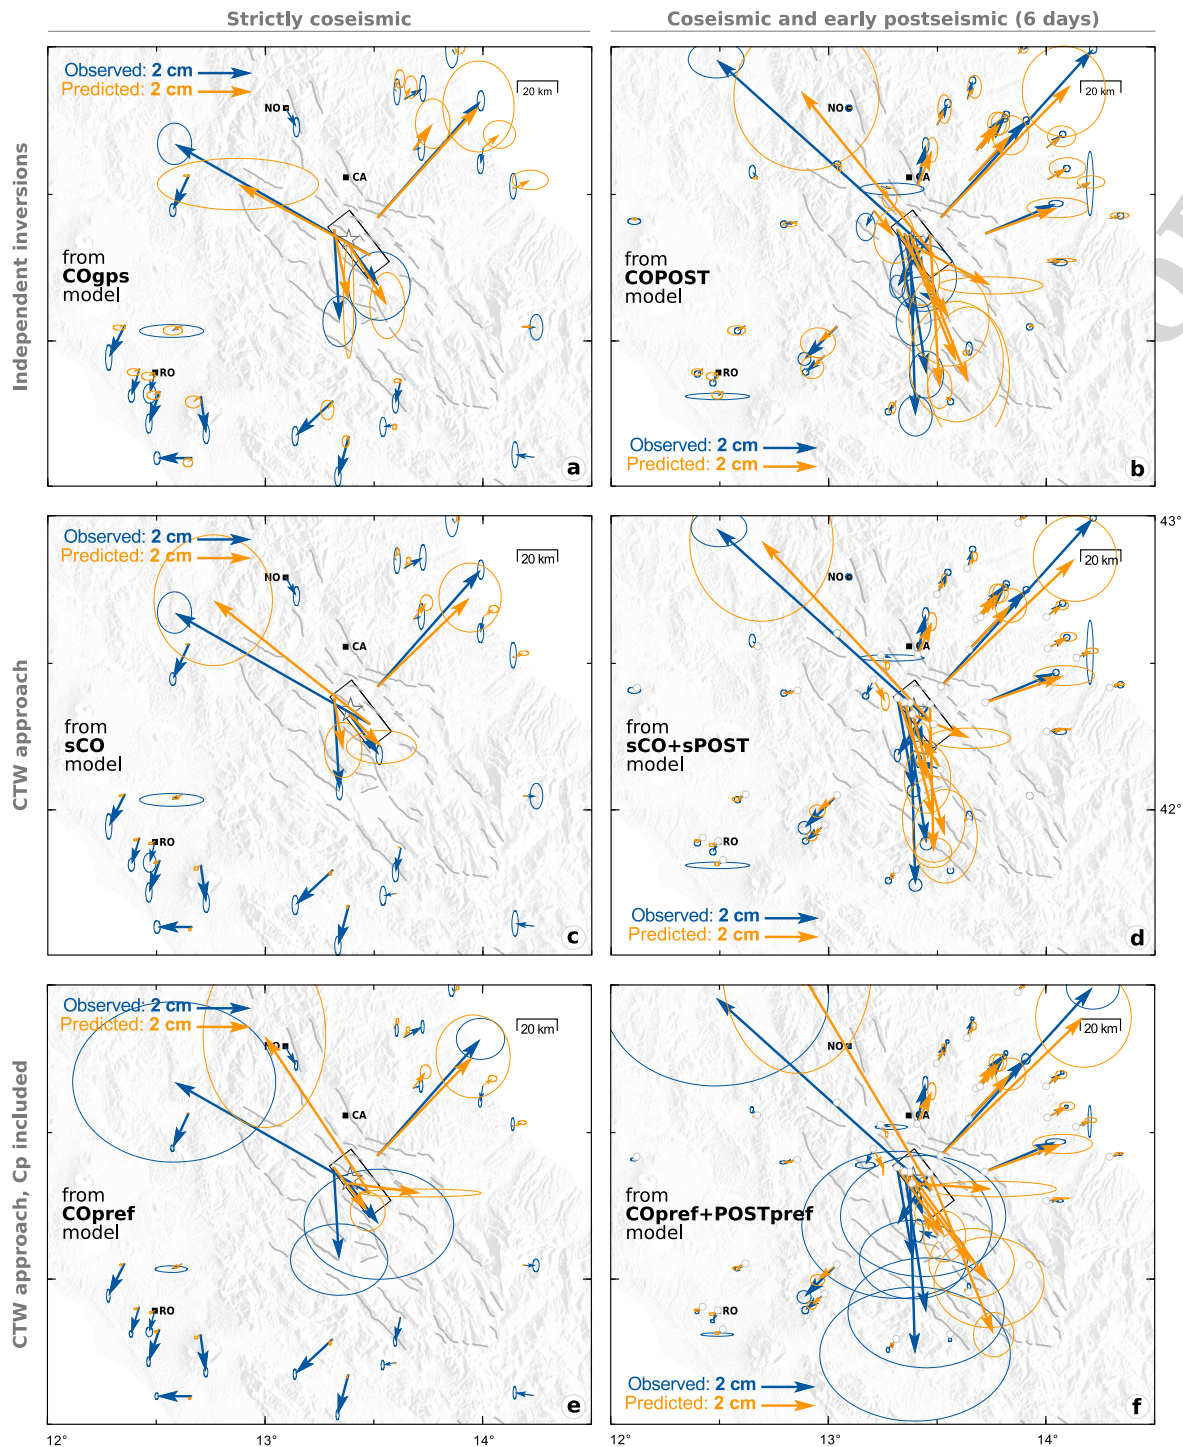 Strictly coseismic
Coseismic and early postseismic (6 days)
Independent inversions
Observed: 2 cm
Predicted: 2 cm
NO
CA
RO
20 km
from
COgps
model
a
NO
CA
RO
20 km
from
COPOST
model
Observed: 2 cm
Predicted: 2 cm
b
CTW approach
Observed: 2 cm
Predicted: 2 cm
NO
CA
RO
20 km
from
sCO
model
c
NO
CA
RO
20 km
43°
42°
from
sCO+sPOST
model
Observed: 2 cm
Predicted: 2 cm
d
CTW approach, Cp included
Observed: 2 cm
Predicted: 2 cm
NO
CA
RO
20 km
from
COpref
model
e
12°
13°
14°
NO
CA
RO
20 km
from
COpref+POSTpref
model
Observed: 2 cm
Predicted: 2 cm
f
12°
13°
14°